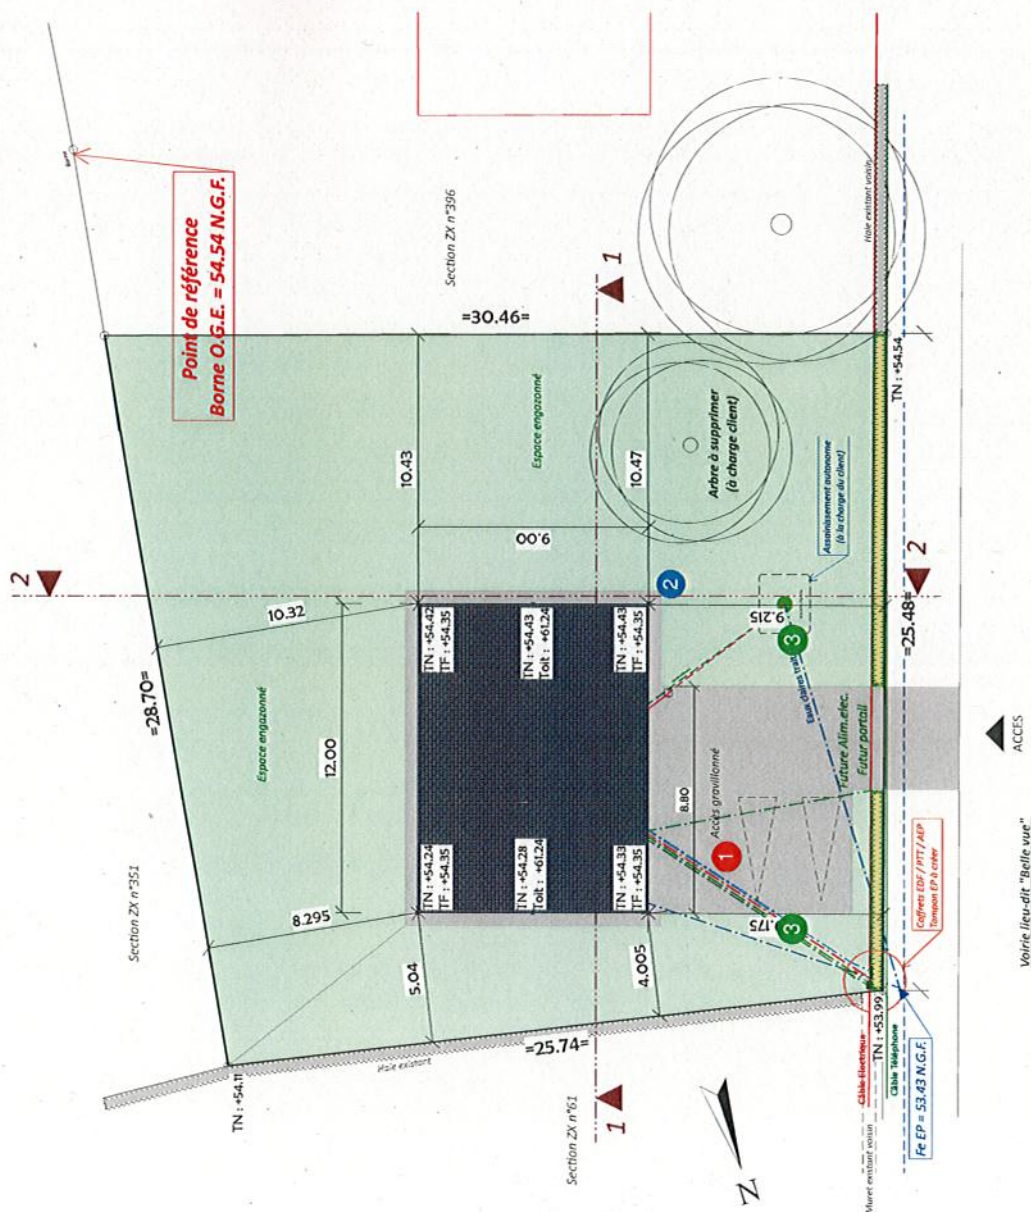 Borne
Point de référence
Borne O.G.E. = 54.54 N.G.F.
Section ZX n°396
1
=30.46=
Haie existant voisin
TN : +54.54
2
10.43
Espace engazonné
10.47
Arbre à supprimer
(à charge client)
9.00
Assainissement autonome
(à la charge du client)
2
=25.48=
10.32
=28.70=
TN : +54.42
TF : +54.35
TN : +54.43
Toit : +61.24
TN : +54.43
TF : +54.35
2
9.215
3
Espace engazonné
12.00
Eaux claires
Future Alim.elec.
Futur portail
8.80
Accès gravillonné
1
ACCES
Section ZX n°351
TN : +54.24
TF : +54.35
TN : +54.28
Toit : +61.24
TN : +54.33
TF : +54.35
8.295
.175
3
Coffrets EDF / PTT / AEP
Tampon EP à créer
Voirie lieu-dit "Belle vue"
5.04
4.005
=25.74=
TN : +53.99
Haie existant
TN : +54.11
Câble Electrique
Câble Téléphone
Fe EP = 53.43 N.G.F.
Section ZX n°61
1
Muret existant voisin
N